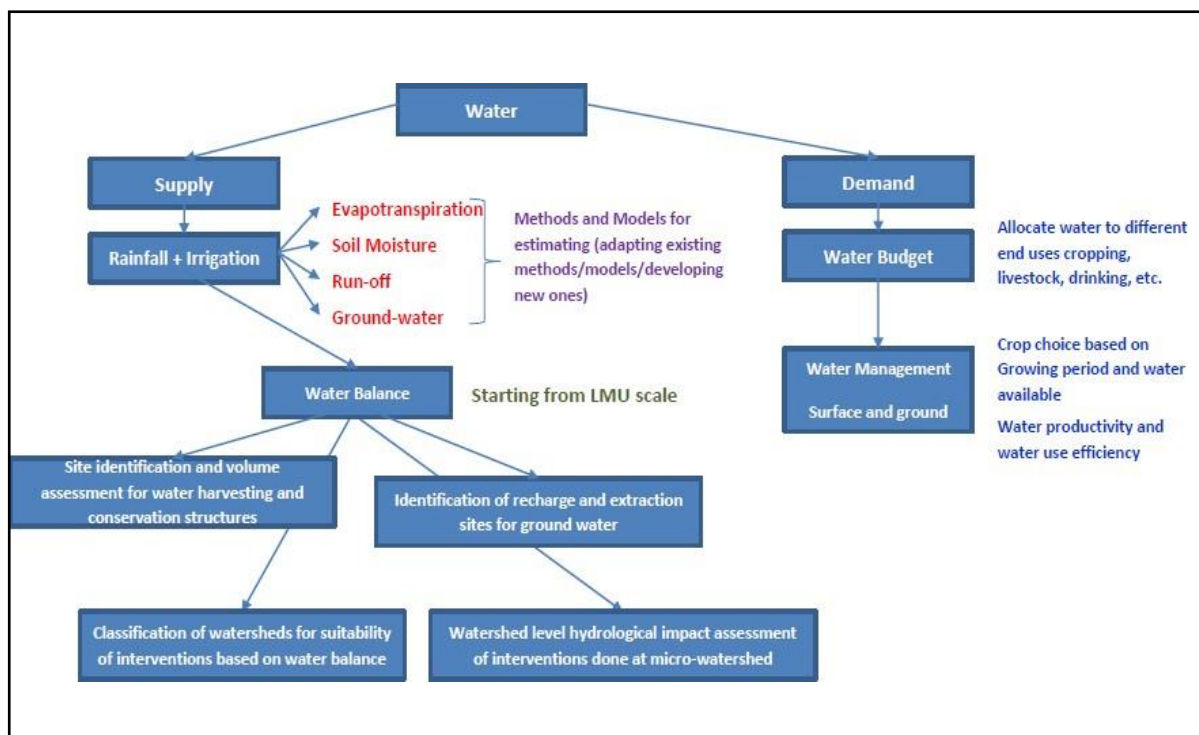 Water
Supply
Demand
Evapotranspiration
Soil Moisture
Run-off
Ground-water
Rainfall + Irrigation
Methods and Models for
estimating (adapting existing
methods/models/developing
new ones)
Water Budget
Allocate water to different
end uses cropping,
livestock, drinking, etc.
Water Balance
Starting from LMU scale
Water Management
Surface and ground
Crop choice based on
Growing period and water
available
Water productivity and
water use efficiency
Site identification and volume
assessment for water harvesting and
conservation structures
Identification of recharge and extraction
sites for ground water
Classification of watersheds for suitability
of interventions based on water balance
Watershed level hydrological impact assessment
of interventions done at micro-watershed